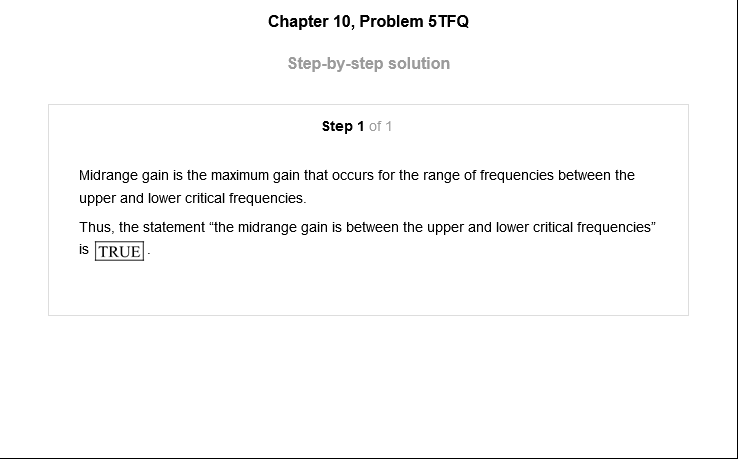 Chapter 10, Problem 5TFQ
Step-by-step solution
Step 1 of 1
Midrange gain is the maximum gain that occurs for the range of frequencies between the
upper and lower critical frequencies.
Thus, the statement “the midrange gain is between the upper and lower critical frequencies”
is TRUE.